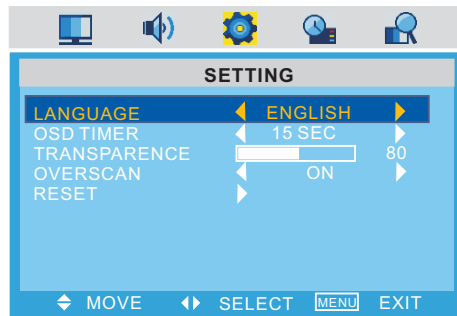 SETTING
LANGUAGE ENGLISH
OSD TIMER 15 SEC
TRANSPARENCE 80
OVERSCAN ON
RESET
MOVE SELECT MENU EXIT